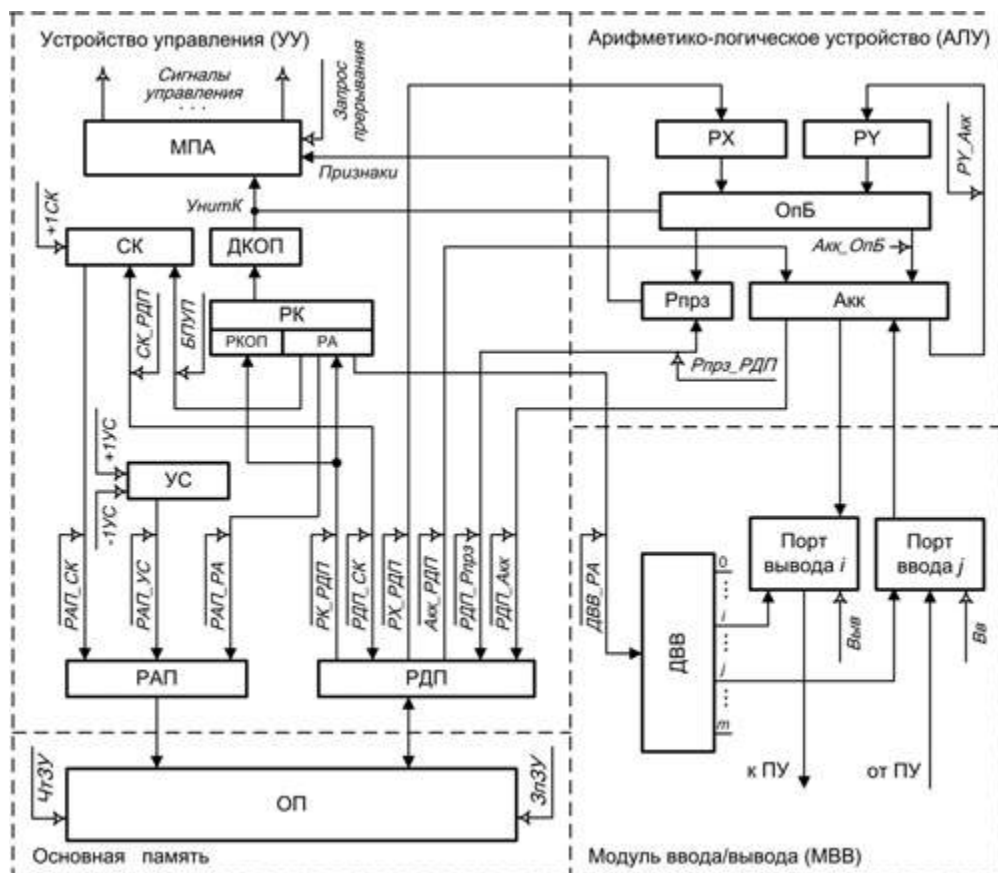 Устройство управления (УУ)
Арифметико-логическое устройство (АЛУ)
Сигналы
управления
. . .
Запрос
прерывания
МПА
Признаки
УнитК
+1СК
СК
ДКОП
РК
РКОП
РА
СК_РДП
БПУП
+1УС
-1УС
УС
РХ
PY
PY_Акк
ОпБ
Акк_ОпБ
Рпрз
Акк
Рпрз_РДП
РАП_СК
РАП_УС
РАП_РА
РК_РДП
РДП_СК
РХ_РДП
Акк_РДП
РДП_Рпрз
РДП_Акк
ДВВ_РА
РАП
РДП
ДВВ
0
i
j
m
Порт
вывода i
Порт
ввода j
Выв
Вв
к ПУ
от ПУ
ЧтЗУ
ОП
ЗпЗУ
Основная память
Модуль ввода/вывода (МВВ)